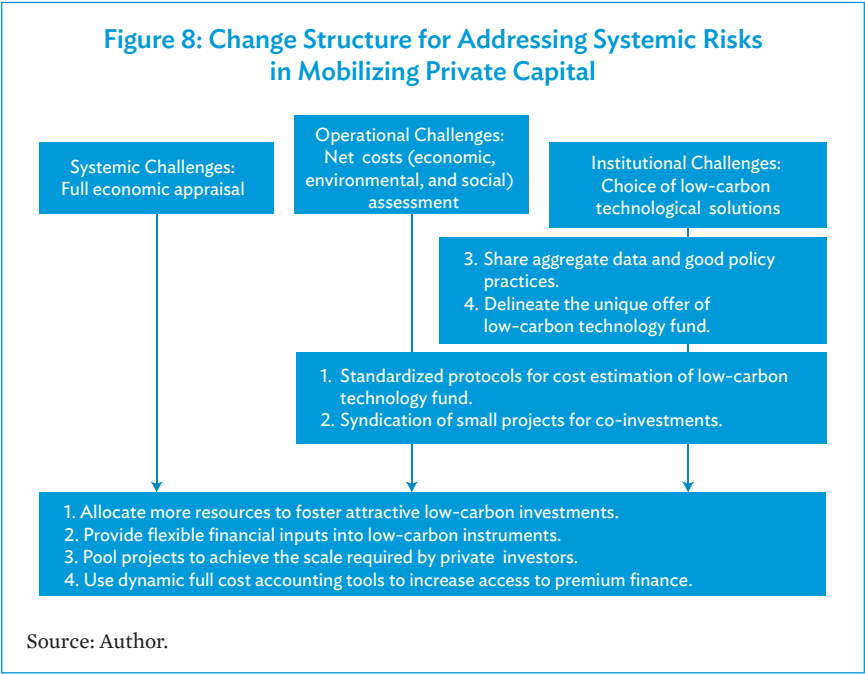 Figure 8: Change Structure for Addressing Systemic Risks
in Mobilizing Private Capital
Systemic Challenges:
Full economic appraisal
Operational Challenges:
Net costs (economic,
environmental, and social)
assessment
Institutional Challenges:
Choice of low-carbon
technological solutions
3. Share aggregate data and good policy
practices.
4. Delineate the unique offer of
low-carbon technology fund.
1. Standardized protocols for cost estimation of low-carbon
technology fund.
2. Syndication of small projects for co-investments.
1. Allocate more resources to foster attractive low-carbon investments.
2. Provide flexible financial inputs into low-carbon instruments.
3. Pool projects to achieve the scale required by private investors.
4. Use dynamic full cost accounting tools to increase access to premium finance.
Source: Author.